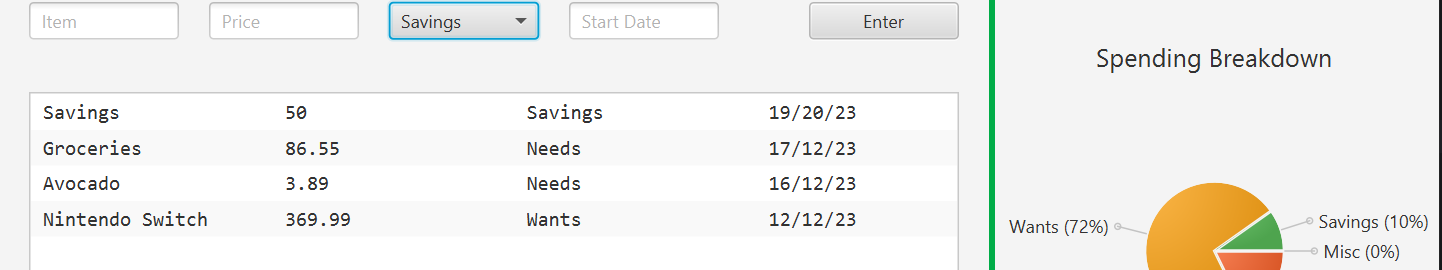 Item Price Savings Start Date Enter
Spending Breakdown
Savings 50 Savings 19/20/23
Groceries 86.55 Needs 17/12/23
Avocado 3.89 Needs 16/12/23
Nintendo Switch 369.99 Wants 12/12/23
Wants (72%)
Savings (10%)
Misc (0%)